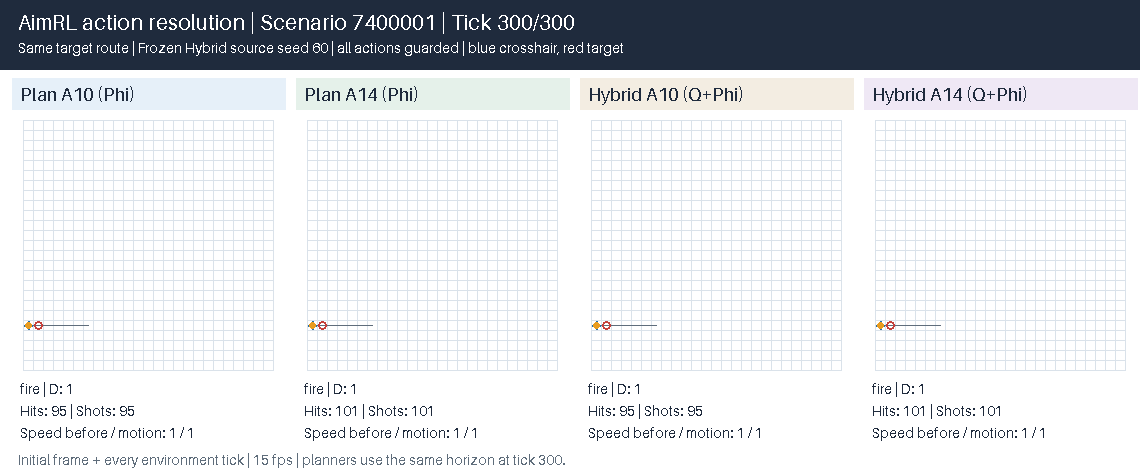 AimRL action resolution | Scenario 7400001 | Tick 300/300
Same target route | Frozen Hybrid source seed 60 | all actions guarded | blue crosshair, red target
Plan A10 (Phi)
Plan A14 (Phi)
Hybrid A10 (Q+Phi)
Hybrid A14 (Q+Phi)
fire | D: 1
Hits: 95 | Shots: 95
Speed before / motion: 1 / 1
fire | D: 1
Hits: 101 | Shots: 101
Speed before / motion: 1 / 1
fire | D: 1
Hits: 95 | Shots: 95
Speed before / motion: 1 / 1
fire | D: 1
Hits: 101 | Shots: 101
Speed before / motion: 1 / 1
Initial frame + every environment tick | 15 fps | planners use the same horizon at tick 300.